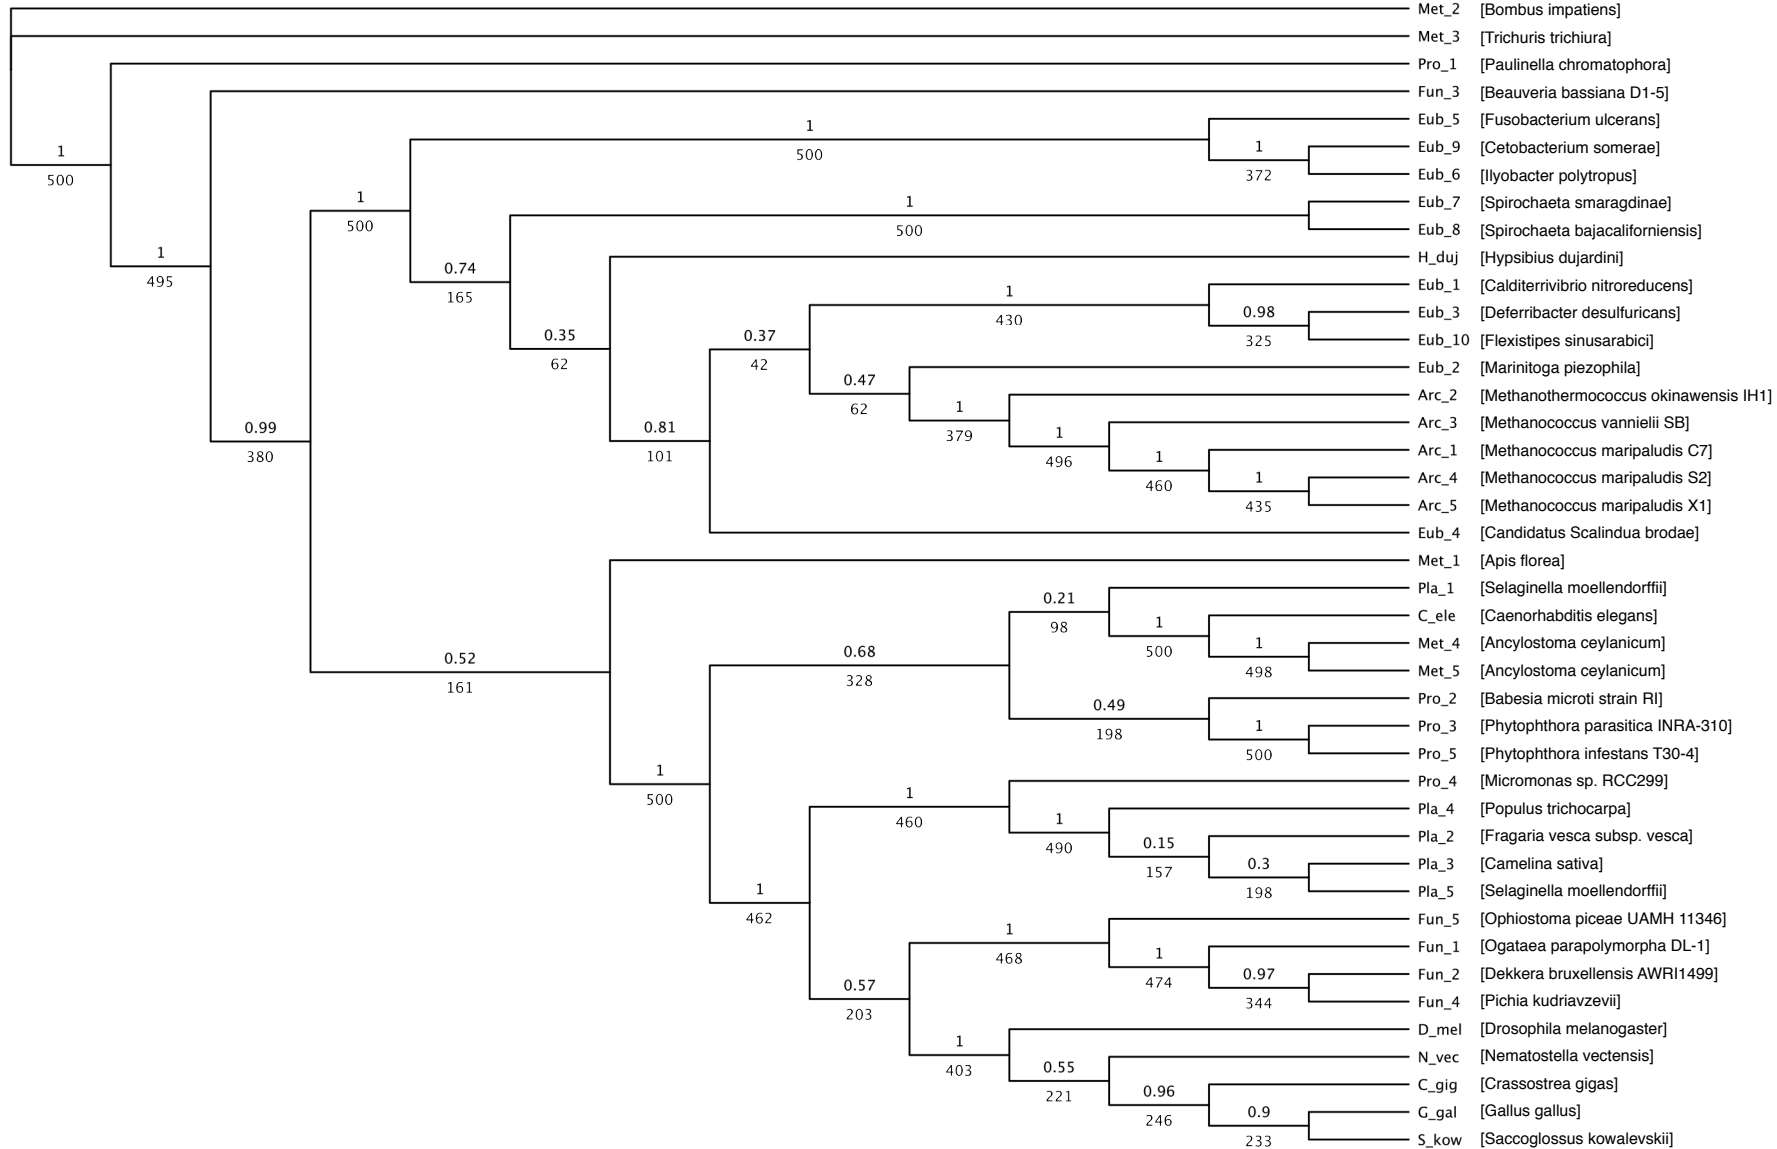 Met_2 [Bombus impatiens]
Met_3 [Trichuris trichiura]
Pro_1 [Paulinella chromatophora]
Fun_3 [Beauveria bassiana D1-5]
Eub_5 [Fusobacterium ulcerans]
1
500
1 Eub_9 [Cetobacterium somerae]
1
500
372 Eub_6 [Ilyobacter polytropus]
1
500
1
500
Eub_7 [Spirochaeta smaragdinae]
Eub_8 [Spirochaeta bajacaliforniensis]
1
495
0.74
165
H_duj [Hypsibius dujardini]
1
430
Eub_1 [Calditerrivibrio nitroreducens]
0.98 Eub_3 [Deferribacter desulfuricans]
325 Eub_10 [Flexistipes sinusarabici]
0.35
62
0.37
42
Eub_2 [Marinitoga piezophila]
0.47
62
Arc_2 [Methanothermococcus okinawensis IH1]
1
379
Arc_3 [Methanococcus vannielii SB]
0.99
380
0.81
101
1
496
Arc_1 [Methanococcus maripaludis C7]
1
460
1 Arc_4 [Methanococcus maripaludis S2]
435 Arc_5 [Methanococcus maripaludis X1]
Eub_4 [Candidatus Scalindua brodae]
Met_1 [Apis florea]
Pla_1 [Selaginella moellendorffii]
0.21
98
C_ele [Caenorhabditis elegans]
1
500
1 Met_4 [Ancylostoma ceylanicum]
498 Met_5 [Ancylostoma ceylanicum]
0.52
161
0.68
328
Pro_2 [Babesia microti strain RI]
0.49
198
1 Pro_3 [Phytophthora parasitica INRA-310]
500 Pro_5 [Phytophthora infestans T30-4]
1
500
Pro_4 [Micromonas sp. RCC299]
1
460
Pla_4 [Populus trichocarpa]
1
490
Pla_2 [Fragaria vesca subsp. vesca]
0.15
157
0.3 Pla_3 [Camelina sativa]
198 Pla_5 [Selaginella moellendorffii]
1
462
Fun_5 [Ophiostoma piceae UAMH 11346]
1
468
Fun_1 [Ogataea parapolymorpha DL-1]
1
474
0.97 Fun_2 [Dekkera bruxellensis AWRI1499]
344 Fun_4 [Pichia kudriavzevii]
0.57
203
D_mel [Drosophila melanogaster]
1
403
N_vec [Nematostella vectensis]
0.55
221
C_gig [Crassostrea gigas]
0.96
246
0.9 G_gal [Gallus gallus]
233 S_kow [Saccoglossus kowalevskii]